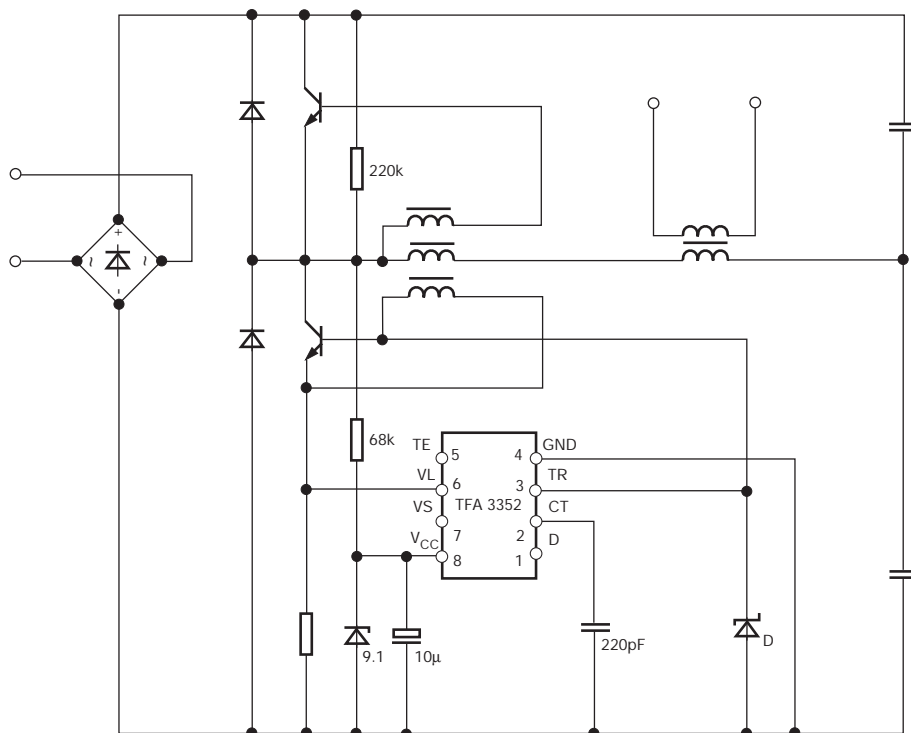 220k
+
~ ~
-
68k
TE
5
4
GND
VL
6
3
TR
TFA 3352
VS
7
2
CT
VCC
8
1
D
9.1
10µ
220pF
D